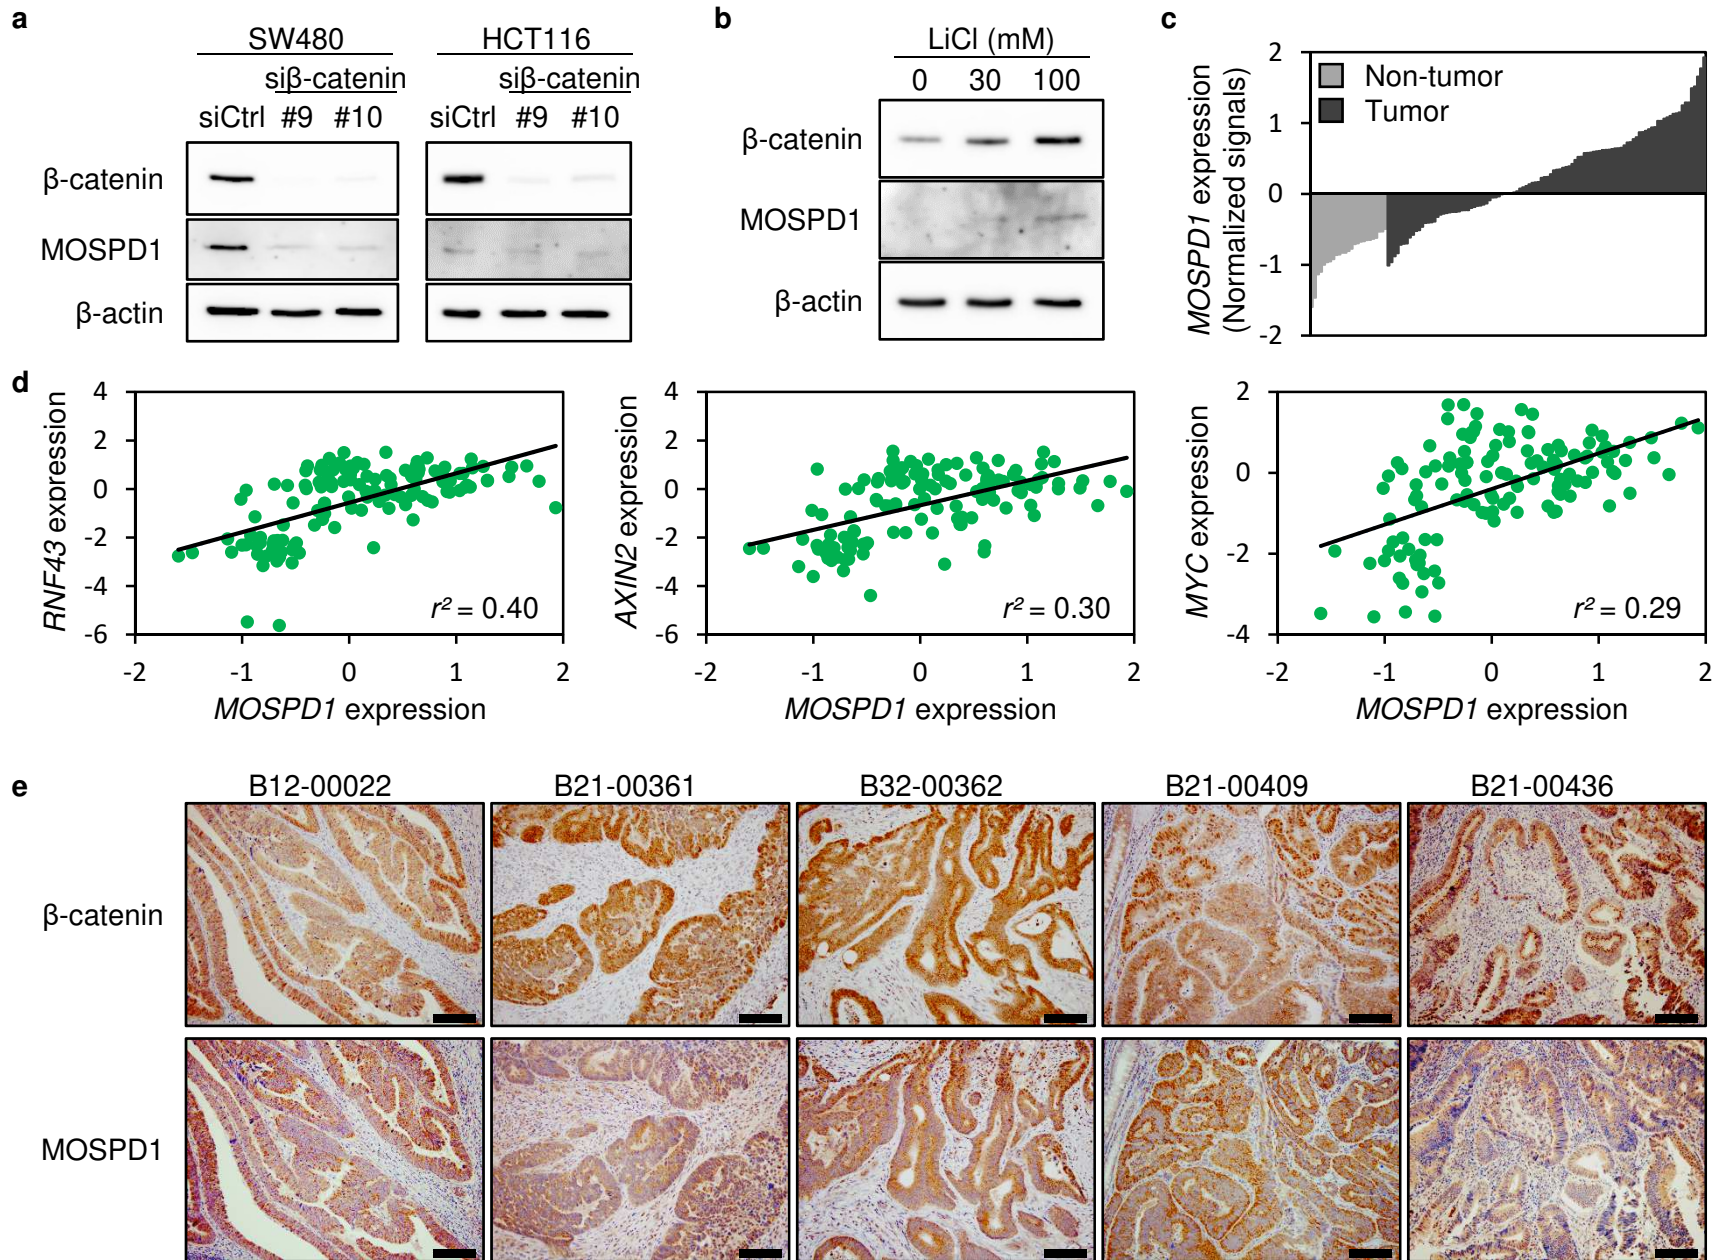 a
SW480
HCT116
siβ-catenin
siβ-catenin
siCtrl #9 #10
siCtrl #9 #10
β-catenin
MOSPD1
β-actin
b
LiCl (mM)
0 30 100
β-catenin
MOSPD1
β-actin
c
MOSPD1 expression
(Normalized signals)
2
1
0
-1
-2
Non-tumor
Tumor
d
RNF43 expression
4
2
0
-2
-4
-6
r² = 0.40
-2 -1 0 1 2
MOSPD1 expression
AXIN2 expression
4
2
0
-2
-4
-6
r² = 0.30
-2 -1 0 1 2
MOSPD1 expression
MYC expression
2
0
-2
-4
r² = 0.29
-2 -1 0 1 2
MOSPD1 expression
e
B12-00022 B21-00361 B32-00362 B21-00409 B21-00436
β-catenin
MOSPD1